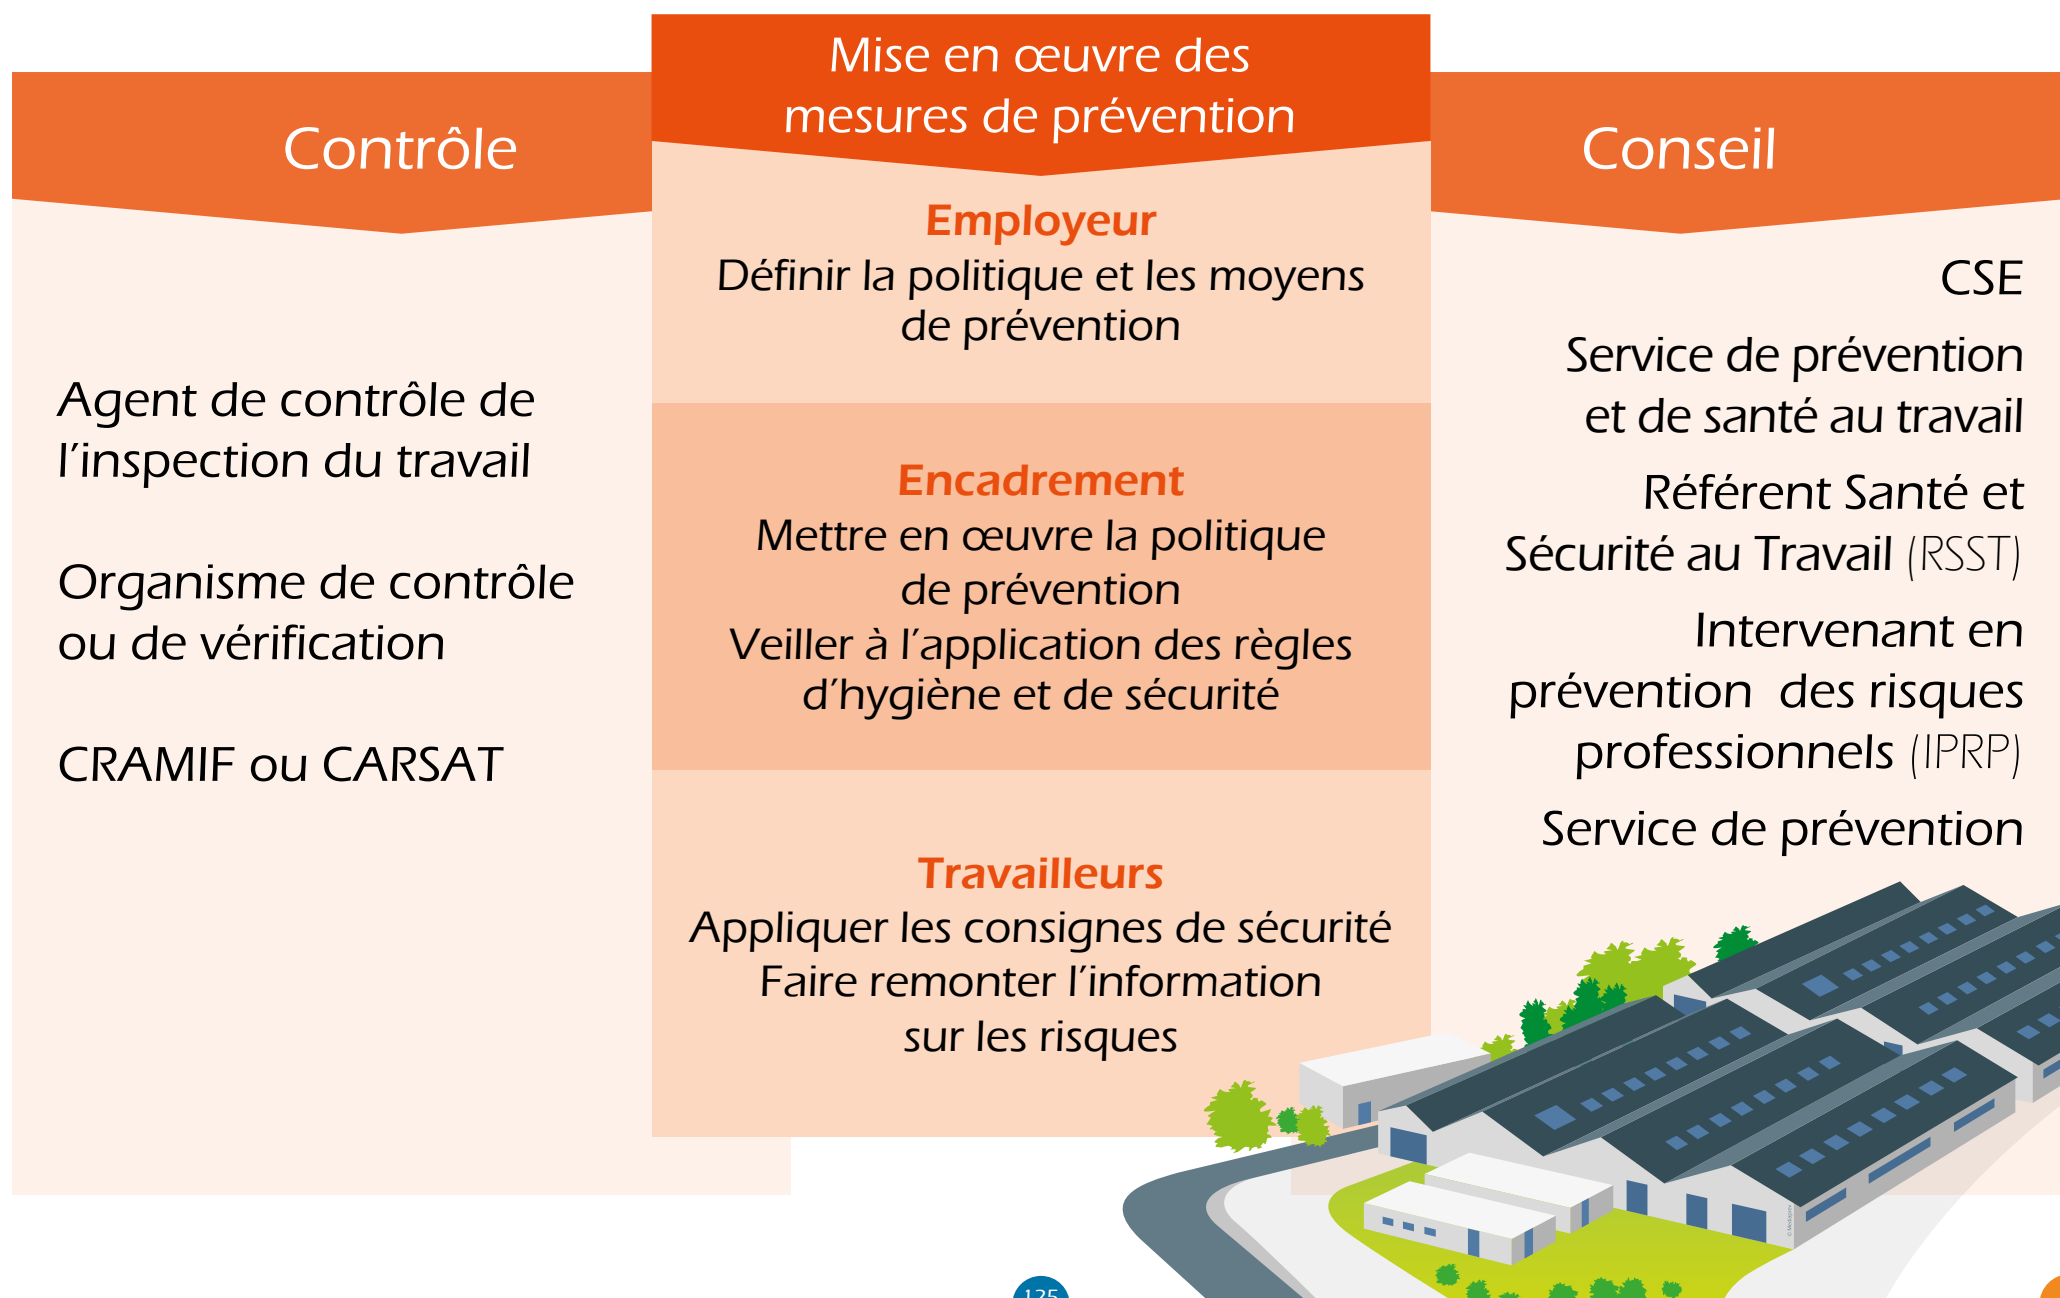 Contrôle
Agent de contrôle de
l’inspection du travail
Organisme de contrôle
ou de vérification
CRAMIF ou CARSAT
Mise en œuvre des
mesures de prévention
Employeur
Définir la politique et les moyens
de prévention
Encadrement
Mettre en œuvre la politique
de prévention
Veiller à l’application des règles
d’hygiène et de sécurité
Travailleurs
Appliquer les consignes de sécurité
Faire remonter l’information
sur les risques
Conseil
CSE
Service de prévention
et de santé au travail
Référent Santé et
Sécurité au Travail (RSST)
Intervenant en
prévention des risques
professionnels (IPRP)
Service de prévention
125